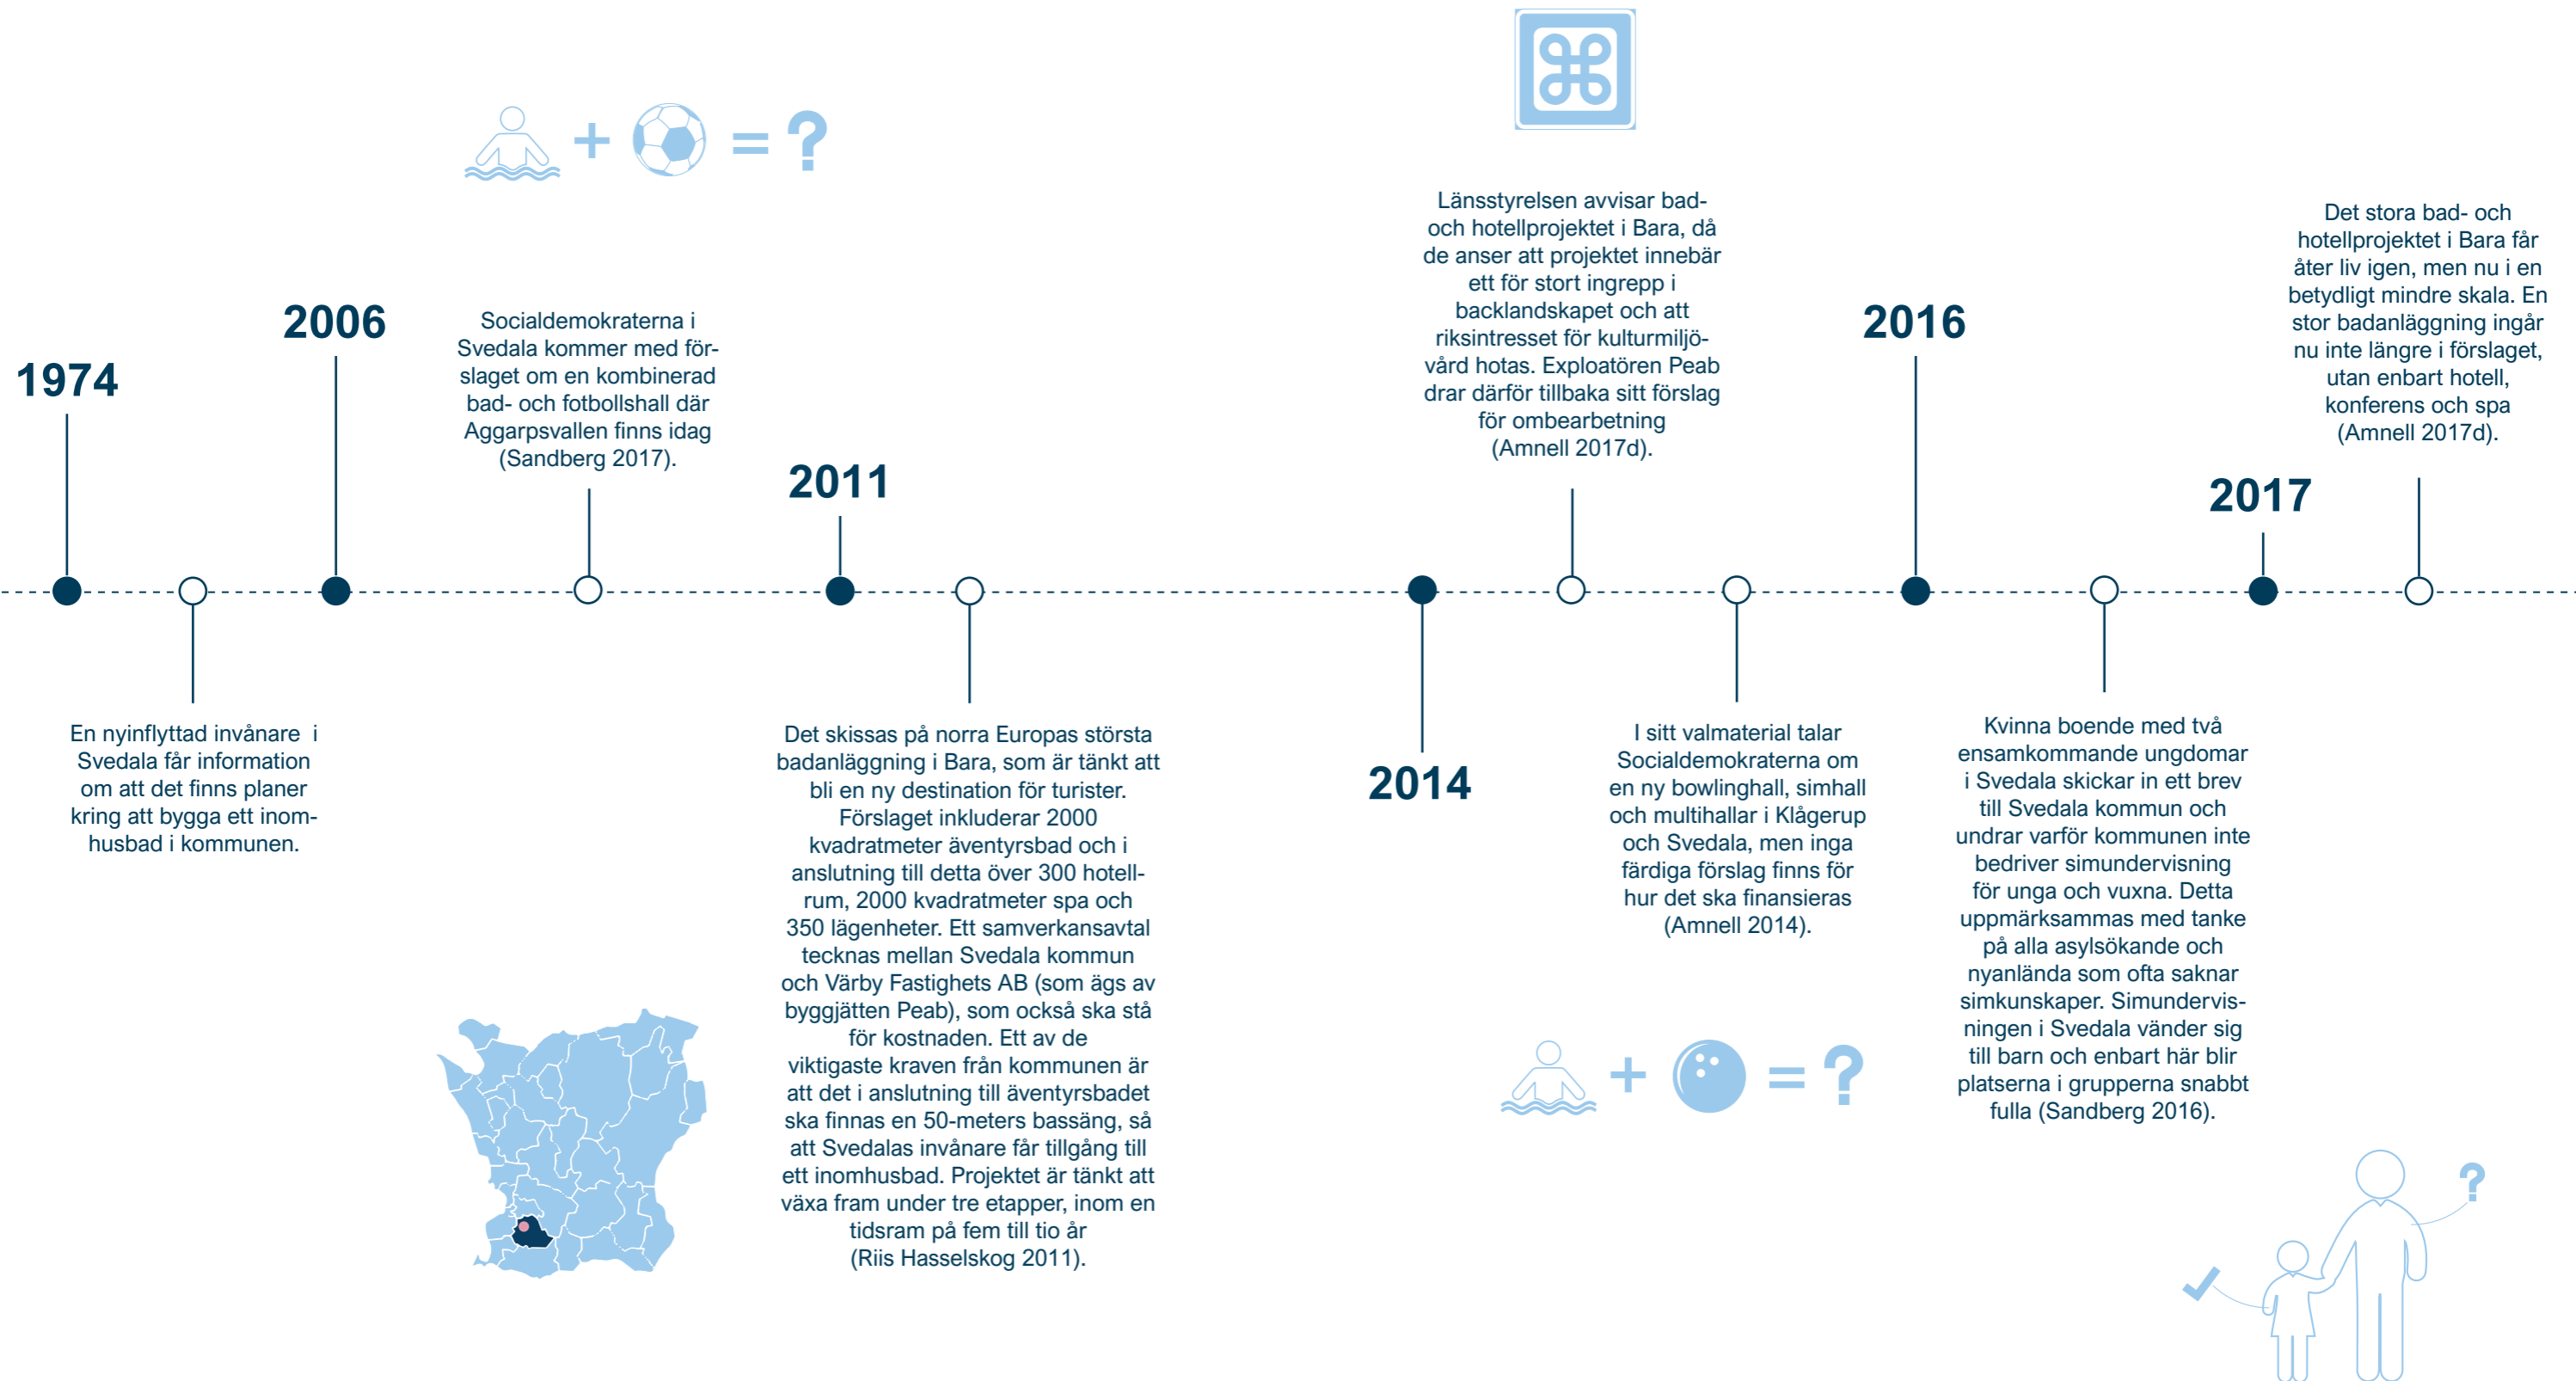 1974
En nyinflyttad invånare i
Svedala får information
om att det finns planer
kring att bygga ett inom-
husbad i kommunen.
2006
+ = ?
Socialdemokraterna i
Svedala kommer med för-
slaget om en kombinerad
bad- och fotbollshall där
Aggarpsvallen finns idag
(Sandberg 2017).
2011
Det skissas på norra Europas största
badanläggning i Bara, som är tänkt att
bli en ny destination för turister.
Förslaget inkluderar 2000
kvadratmeter äventyrsbad och i
anslutning till detta över 300 hotell-
rum, 2000 kvadratmeter spa och
350 lägenheter. Ett samverkansavtal
tecknas mellan Svedala kommun
och Värby Fastighets AB (som ägs av
byggjätten Peab), som också ska stå
för kostnaden. Ett av de
viktigaste kraven från kommunen är
att det i anslutning till äventyrsbadet
ska finnas en 50-meters bassäng, så
att Svedalas invånare får tillgång till
ett inomhusbad. Projektet är tänkt att
växa fram under tre etapper, inom en
tidsram på fem till tio år
(Riis Hasselskog 2011).
2014
Länsstyrelsen avvisar bad-
och hotellprojektet i Bara, då
de anser att projektet innebär
ett för stort ingrepp i
backlandskapet och att
riksintresset för kulturmiljö-
vård hotas. Exploatören Peab
drar därför tillbaka sitt förslag
för ombearbetning
(Amnell 2017d).
I sitt valmaterial talar
Socialdemokraterna om
en ny bowlinghall, simhall
och multihallar i Klågerup
och Svedala, men inga
färdiga förslag finns för
hur det ska finansieras
(Amnell 2014).
+ = ?
2016
Kvinna boende med två
ensamkommande ungdomar
i Svedala skickar in ett brev
till Svedala kommun och
undrar varför kommunen inte
bedriver simundervisning
för unga och vuxna. Detta
uppmärksammas med tanke
på alla asylsökande och
nyanlända som ofta saknar
simkunskaper. Simundervis-
ningen i Svedala vänder sig
till barn och enbart här blir
platserna i grupperna snabbt
fulla (Sandberg 2016).
?
2017
Det stora bad- och
hotellprojektet i Bara får
åter liv igen, men nu i en
betydligt mindre skala. En
stor badanläggning ingår
nu inte längre i förslaget,
utan enbart hotell,
konferens och spa
(Amnell 2017d).